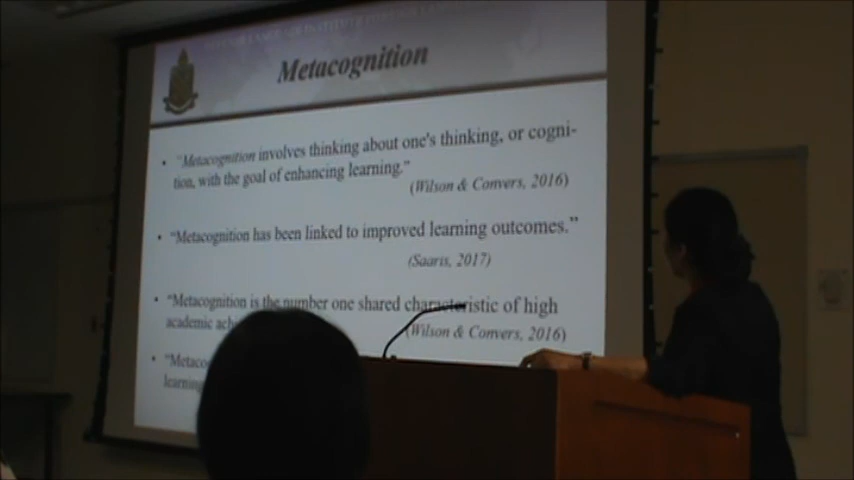 Metacognition
• "Metacognition involves thinking about one's thinking, or cogni-
tion, with the goal of enhancing learning."
(Wilson & Convers, 2016)
• "Metacognition has been linked to improved learning outcomes."
(Saaris, 2017)
• "Metacognition is the number one shared characteristic of high
academic
(Wilson & Convers, 2016)
•
learning